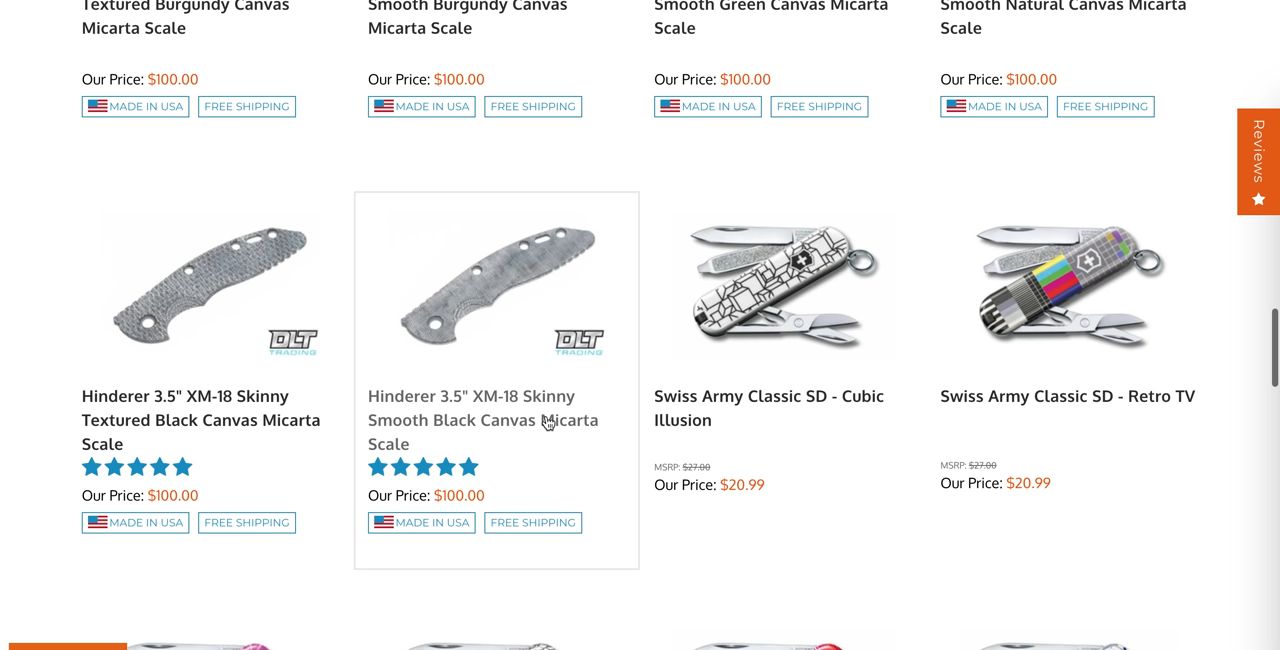 Textured Burgundy Canvas
Micarta Scale
Our Price: $100.00
MADE IN USA
FREE SHIPPING
Smooth Burgundy Canvas
Micarta Scale
Our Price: $100.00
MADE IN USA
FREE SHIPPING
Smooth Green Canvas Micarta
Scale
Our Price: $100.00
MADE IN USA
FREE SHIPPING
Smooth Natural Canvas Micarta
Scale
Our Price: $100.00
MADE IN USA
FREE SHIPPING
Reviews
DLT
TRADING
Hinderer 3.5" XM-18 Skinny
Textured Black Canvas Micarta
Scale
Our Price: $100.00
MADE IN USA
FREE SHIPPING
DLT
TRADING
Hinderer 3.5" XM-18 Skinny
Smooth Black Canvas Micarta
Scale
Our Price: $100.00
MADE IN USA
FREE SHIPPING
Swiss Army Classic SD - Cubic
Illusion
MSRP: $27.00
Our Price: $20.99
Swiss Army Classic SD - Retro TV
MSRP: $27.00
Our Price: $20.99